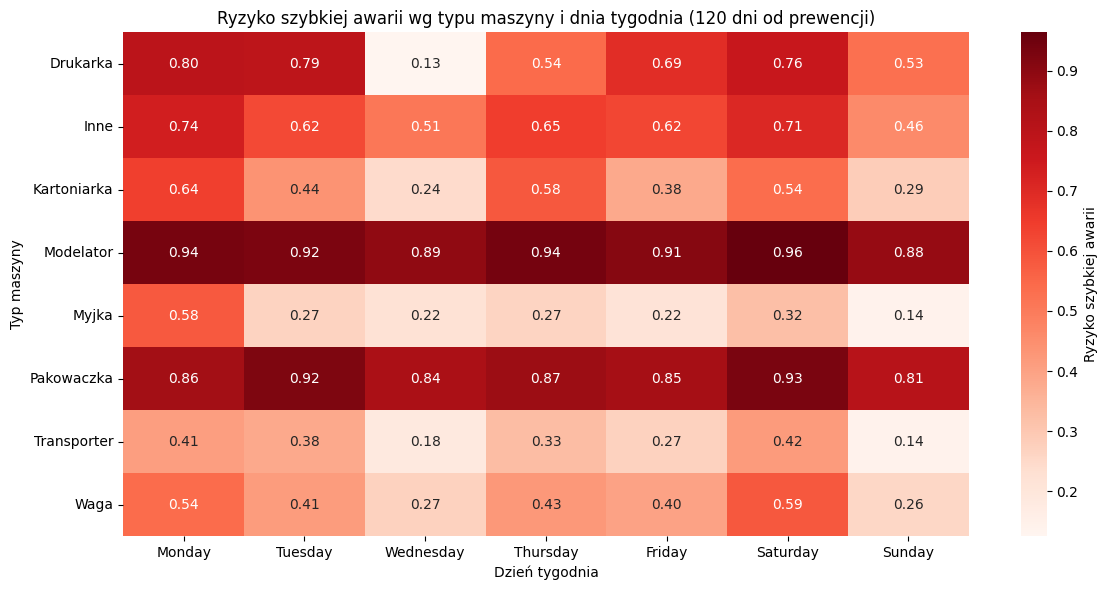 Ryzyko szybkiej awarii wg typu maszyny i dnia tygodnia (120 dni od prewencji)
Typ maszyny
Drukarka 0.80 0.79 0.13 0.54 0.69 0.76 0.53
Inne 0.74 0.62 0.51 0.65 0.62 0.71 0.46
Kartoniarka 0.64 0.44 0.24 0.58 0.38 0.54 0.29
Modelator 0.94 0.92 0.89 0.94 0.91 0.96 0.88
Myjka 0.58 0.27 0.22 0.27 0.22 0.32 0.14
Pakowaczka 0.86 0.92 0.84 0.87 0.85 0.93 0.81
Transporter 0.41 0.38 0.18 0.33 0.27 0.42 0.14
Waga 0.54 0.41 0.27 0.43 0.40 0.59 0.26
Monday Tuesday Wednesday Thursday Friday Saturday Sunday
Dzień tygodnia
0.9
0.8
0.7
0.6
0.5
0.4
0.3
0.2
Ryzyko szybkiej awarii